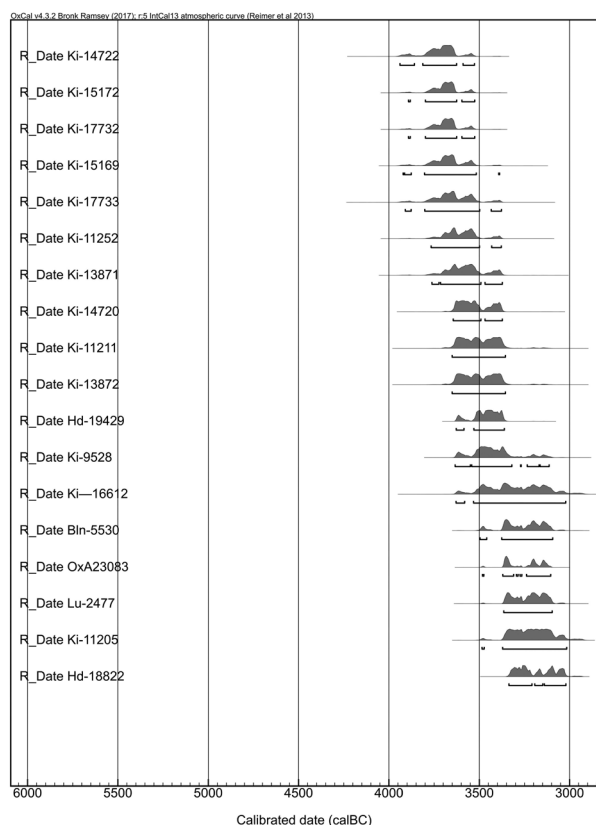 OxCal v4.3.2 Bronk Ramsey (2017); r:5 IntCal13 atmospheric curve (Reimer et al 2013)
R_Date Ki-14722
R_Date Ki-15172
R_Date Ki-17732
R_Date Ki-15169
R_Date Ki-17733
R_Date Ki-11252
R_Date Ki-13871
R_Date Ki-14720
R_Date Ki-11211
R_Date Ki-13872
R_Date Hd-19429
R_Date Ki-9528
R_Date Ki—16612
R_Date Bln-5530
R_Date OxA23083
R_Date Lu-2477
R_Date Ki-11205
R_Date Hd-18822
6000 5500 5000 4500 4000 3500 3000
Calibrated date (calBC)